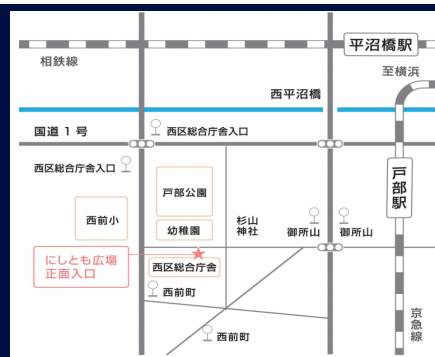 平沼橋駅
相鉄線
至横浜
西平沼橋
国道1号
西区総合庁舎入口
西区総合庁舎入口
戸部公園
戸部駅
西前小
幼稚園
杉山
神社
御所山
御所山
にしとも広場
正面入口
西区総合庁舎
西前町
京急線
西前町